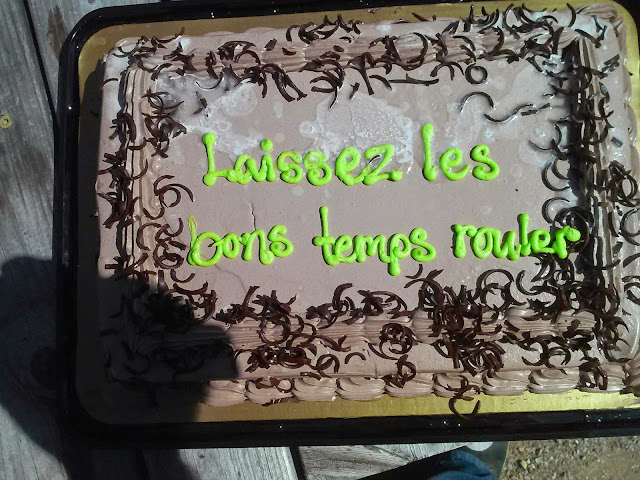 Laissez les
bons temps rouler